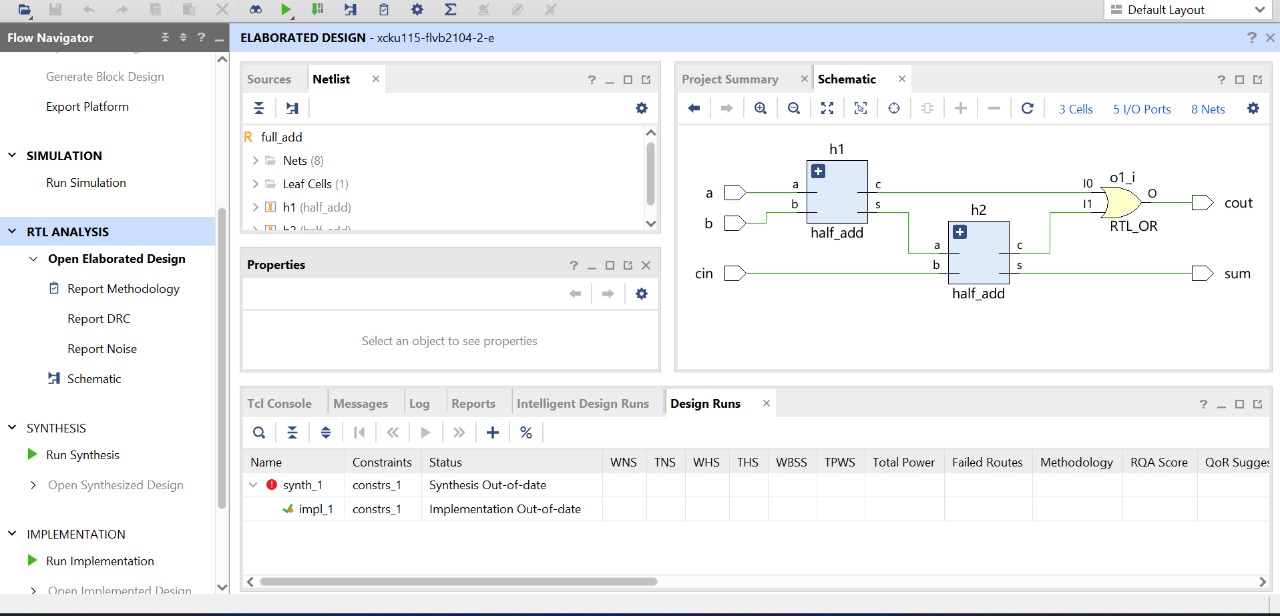 Default Layout
Flow Navigator
?
ELABORATED DESIGN - xcku115-flvb2104-2-e
?
Generate Block Design
Export Platform
SIMULATION
Run Simulation
RTL ANALYSIS
Open Elaborated Design
Report Methodology
Report DRC
Report Noise
Schematic
SYNTHESIS
Run Synthesis
Open Synthesized Design
IMPLEMENTATION
Run Implementation
Open Implemented Design
Sources
Netlist
?
R full_add
Nets (8)
Leaf Cells (1)
h1 (half_add)
h2 (half_add)
Properties
?
Select an object to see properties
Project Summary
Schematic
?
3 Cells 5 I/O Ports 8 Nets
h1
a
b
a
b
c
s
half_add
cin
h2
a
b
c
s
half_add
I0
I1
o1_i
O
RTL_OR
cout
sum
Tcl Console Messages Log Reports Intelligent Design Runs Design Runs
?
%
Name Constraints Status WNS TNS WHS THS WBSS TPWS Total Power Failed Routes Methodology RQA Score QoR Sugges
synth_1 constrs_1 Synthesis Out-of-date
impl_1 constrs_1 Implementation Out-of-date